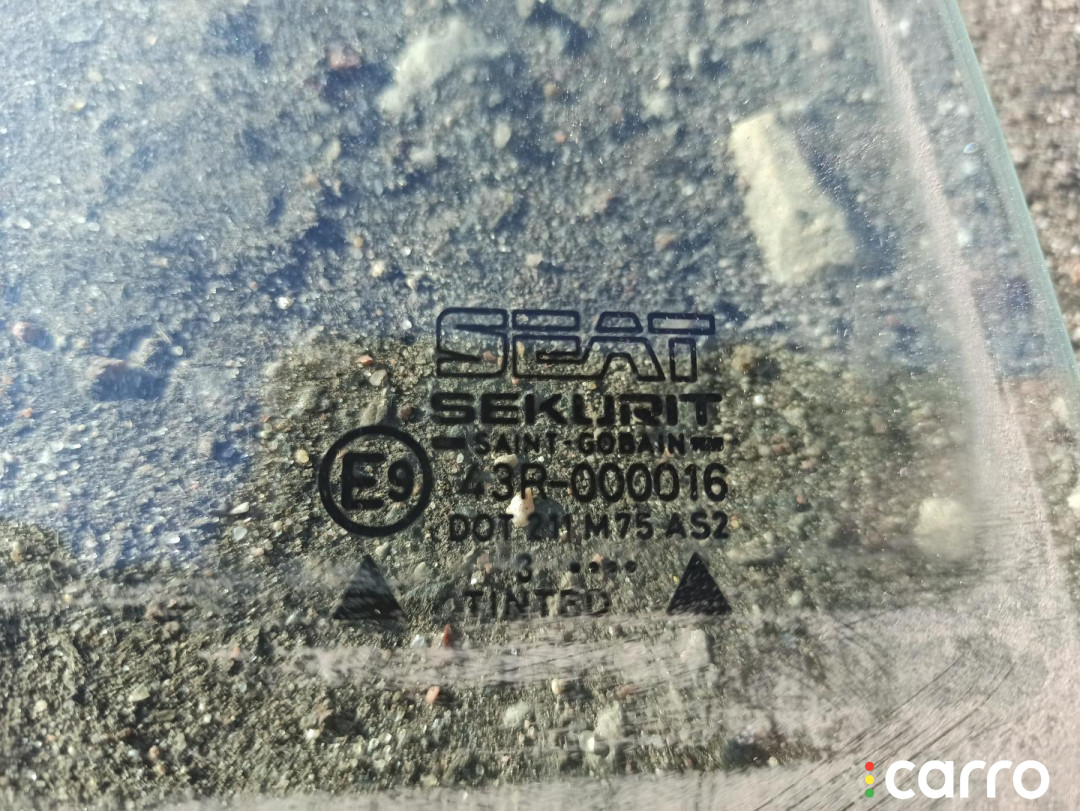 SEAT
SEKURIT
SAINT-GOBAIN
E9
43R-000016
DOT 211 M75 AS2
3 ....
TINTED
carro